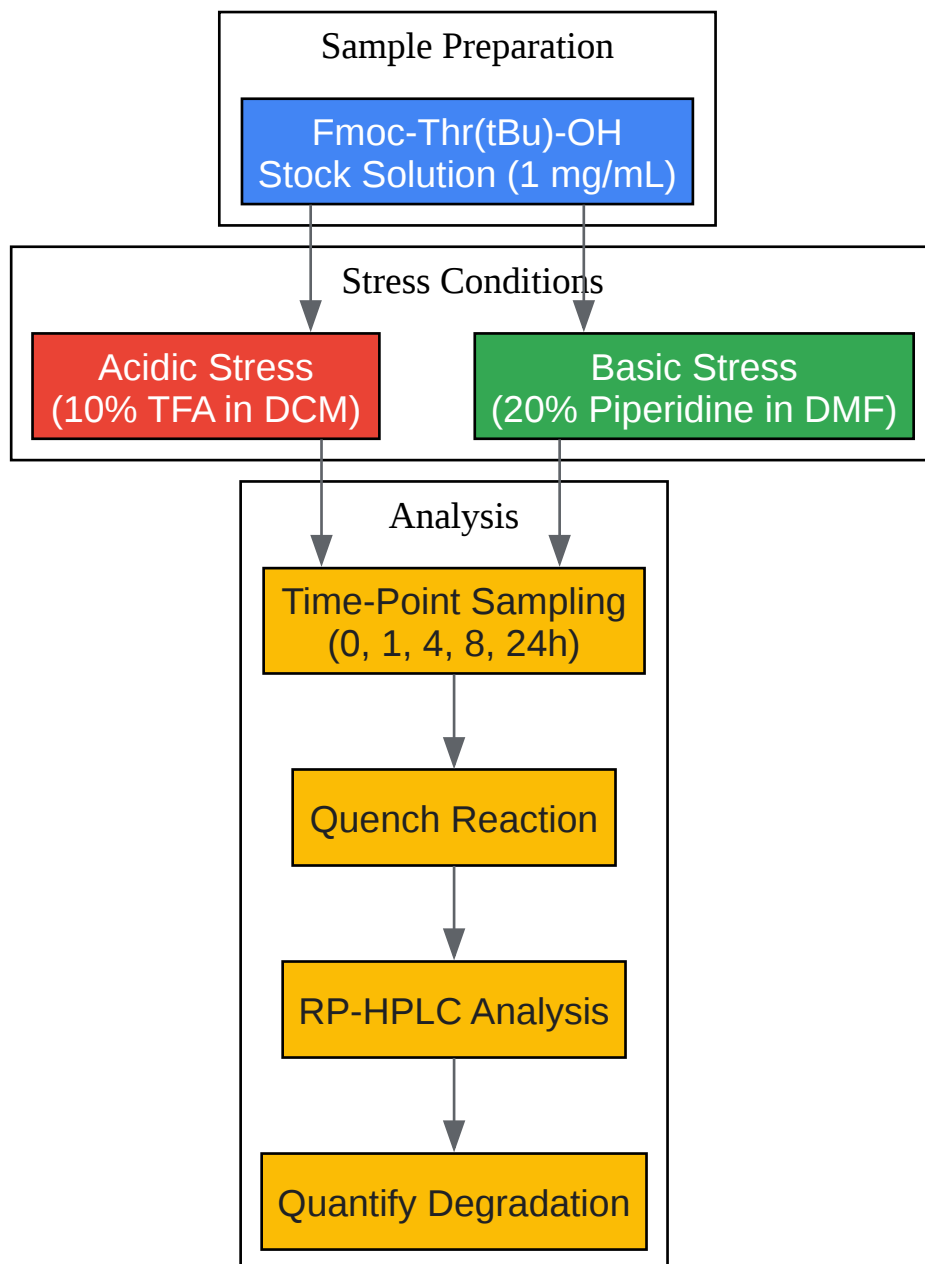 Sample Preparation
Fmoc-Thr(tBu)-OH
Stock Solution (1 mg/mL)
Stress Conditions
Acidic Stress
(10% TFA in DCM)
Basic Stress
(20% Piperidine in DMF)
Analysis
Time-Point Sampling
(0, 1, 4, 8, 24h)
Quench Reaction
RP-HPLC Analysis
Quantify Degradation